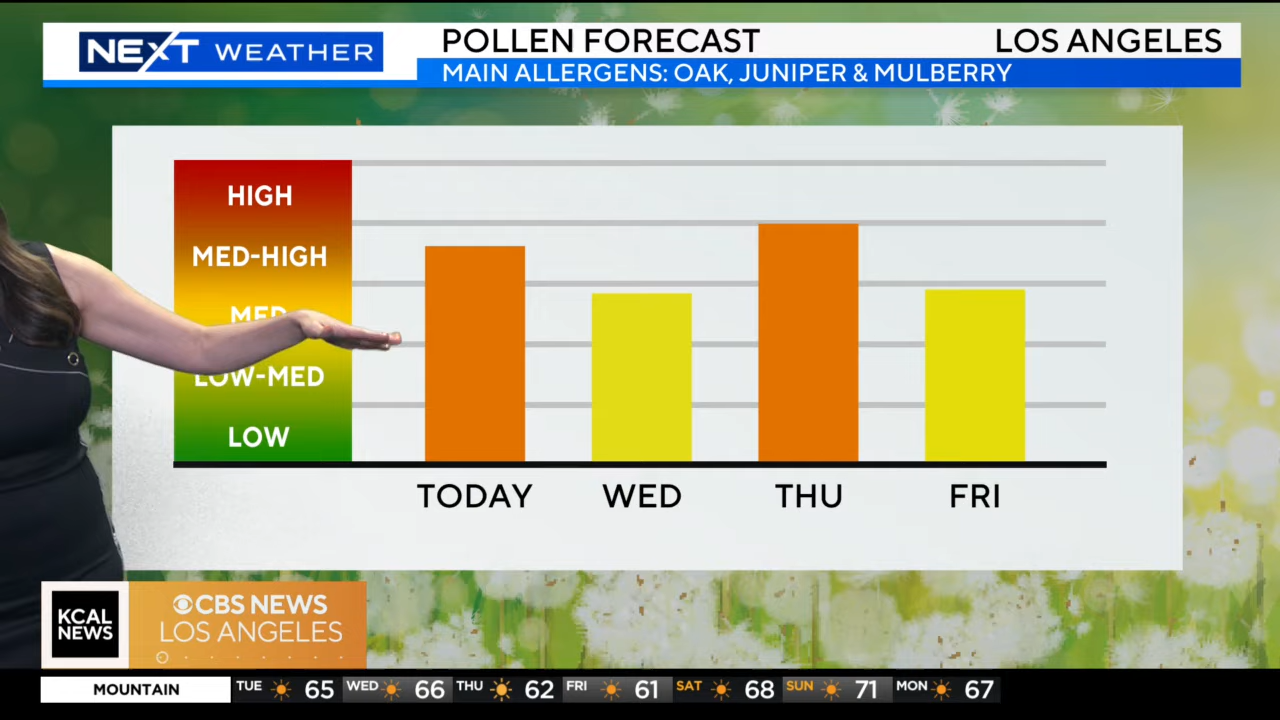 NEXT WEATHER
POLLEN FORECAST
LOS ANGELES
MAIN ALLERGENS: OAK, JUNIPER & MULBERRY
HIGH
MED-HIGH
MED
LOW-MED
LOW
TODAY WED THU FRI
KCAL NEWS
CBS NEWS
LOS ANGELES
MOUNTAIN TUE 65 WED 66 THU 62 FRI 61 SAT 68 SUN 71 MON 67